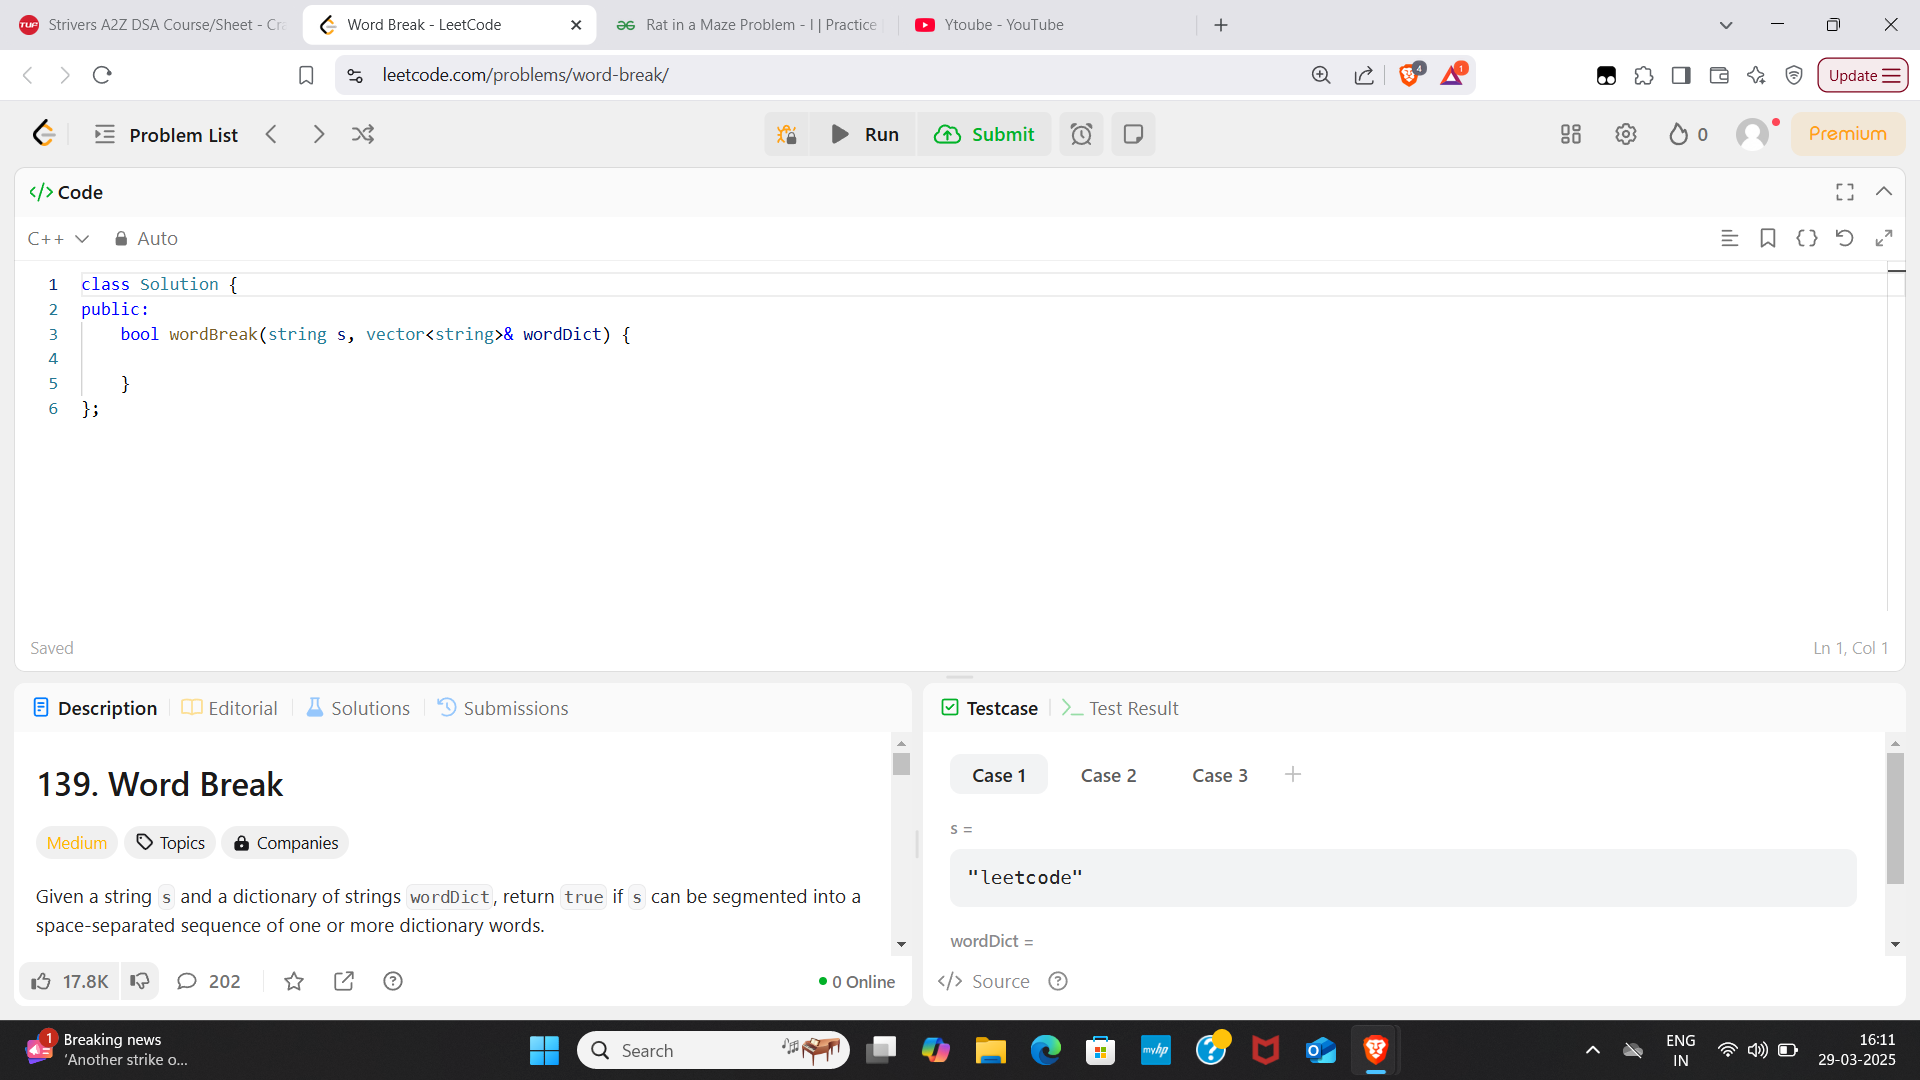 Strivers A2Z DSA Course/Sheet - Cra
Word Break - LeetCode
Rat in a Maze Problem - I | Practice
Ytoube - YouTube
leetcode.com/problems/word-break/
4
1
Update
Problem List
Run
Submit
0
Premium
</> Code
C++
Auto
1 class Solution {
2 public:
3 bool wordBreak(string s, vector<string>& wordDict) {
4
5 }
6 };
Saved
Ln 1, Col 1
Description
Editorial
Solutions
Submissions
139. Word Break
Medium
Topics
Companies
Given a string s and a dictionary of strings wordDict, return true if s can be segmented into a
space-separated sequence of one or more dictionary words.
17.8K
202
0 Online
Testcase
Test Result
Case 1
Case 2
Case 3
s =
"leetcode"
wordDict =
</> Source
1
Breaking news
'Another strike o...
Search
myhp
ENG
IN
16:11
29-03-2025